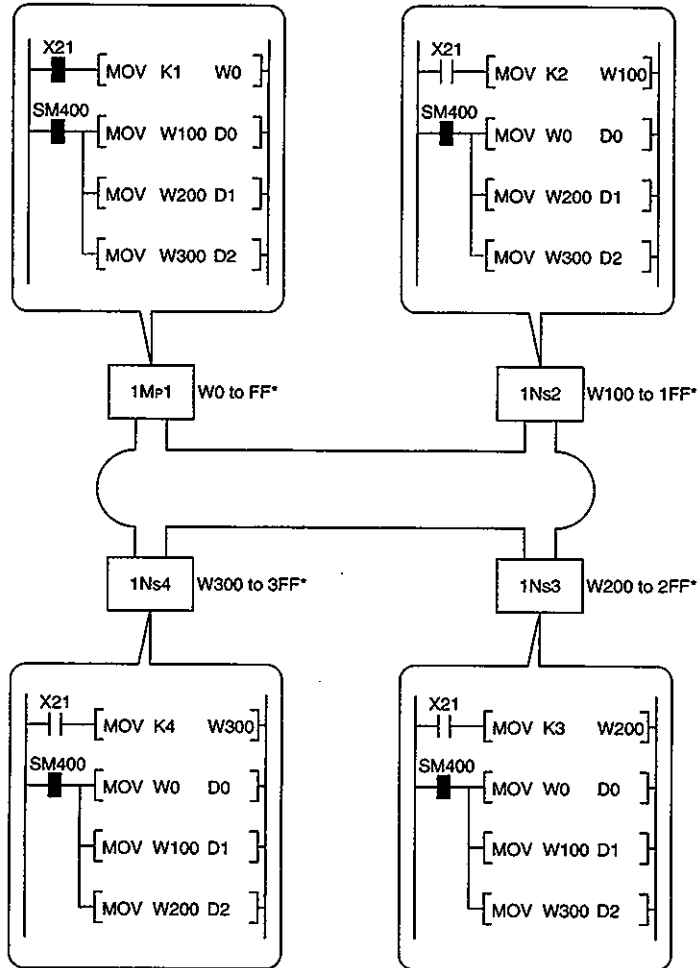 X21
MOV K1 W0
SM400
MOV W100 D0
MOV W200 D1
MOV W300 D2
X21
MOV K2 W100
SM400
MOV W0 D0
MOV W200 D1
MOV W300 D2
1MP1 W0 to FF*
1NS2 W100 to 1FF*
1NS4 W300 to 3FF*
1NS3 W200 to 2FF*
X21
MOV K4 W300
SM400
MOV W0 D0
MOV W100 D1
MOV W200 D2
X21
MOV K3 W200
SM400
MOV W0 D0
MOV W100 D1
MOV W300 D2